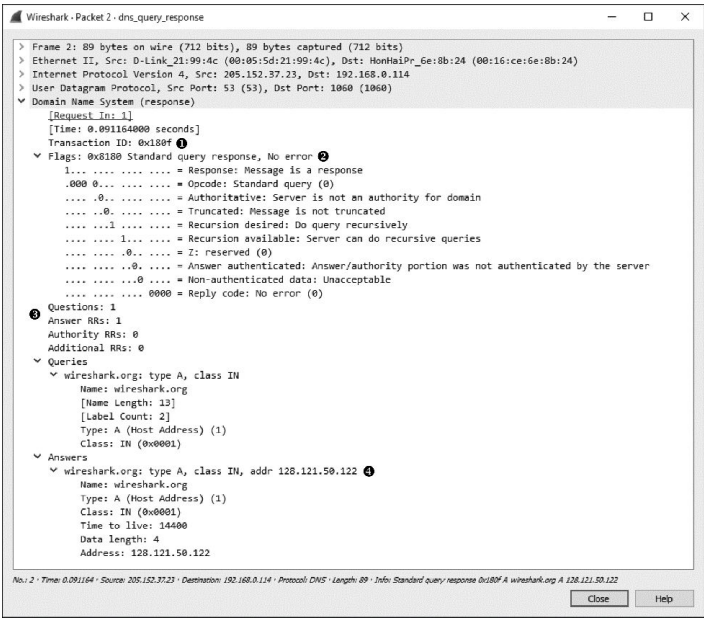 Wireshark · Packet 2 · dns_query_response
> Frame 2: 89 bytes on wire (712 bits), 89 bytes captured (712 bits)
> Ethernet II, Src: D-Link_21:99:4c (00:05:5d:21:99:4c), Dst: HonHaiPr_6e:8b:24 (00:16:ce:6e:8b:24)
> Internet Protocol Version 4, Src: 205.152.37.23, Dst: 192.168.0.114
> User Datagram Protocol, Src Port: 53 (53), Dst Port: 1060 (1060)
Domain Name System (response)
[Request In: 1]
[Time: 0.091164000 seconds]
Transaction ID: 0x180f ❶
Flags: 0x8180 Standard query response, No error ❷
1... .... .... .... = Response: Message is a response
.000 0... .... .... = Opcode: Standard query (0)
.... .0.. .... .... = Authoritative: Server is not an authority for domain
.... ..0. .... .... = Truncated: Message is not truncated
.... ...1 .... .... = Recursion desired: Do query recursively
.... .... 1... .... = Recursion available: Server can do recursive queries
.... .... .0.. .... = Z: reserved (0)
.... .... ..0. .... = Answer authenticated: Answer/authority portion was not authenticated by the server
.... .... ...0 .... = Non-authenticated data: Unacceptable
.... .... .... 0000 = Reply code: No error (0)
❸ Questions: 1
Answer RRs: 1
Authority RRs: 0
Additional RRs: 0
Queries
wireshark.org: type A, class IN
Name: wireshark.org
[Name Length: 13]
[Label Count: 2]
Type: A (Host Address) (1)
Class: IN (0x0001)
Answers
wireshark.org: type A, class IN, addr 128.121.50.122 ❹
Name: wireshark.org
Type: A (Host Address) (1)
Class: IN (0x0001)
Time to live: 14400
Data length: 4
Address: 128.121.50.122
No.: 2 · Time: 0.091164 · Source: 205.152.37.23 · Destination: 192.168.0.114 · Protocol: DNS · Length: 89 · Info: Standard query response 0x180f A wireshark.org A 128.121.50.122
Close Help